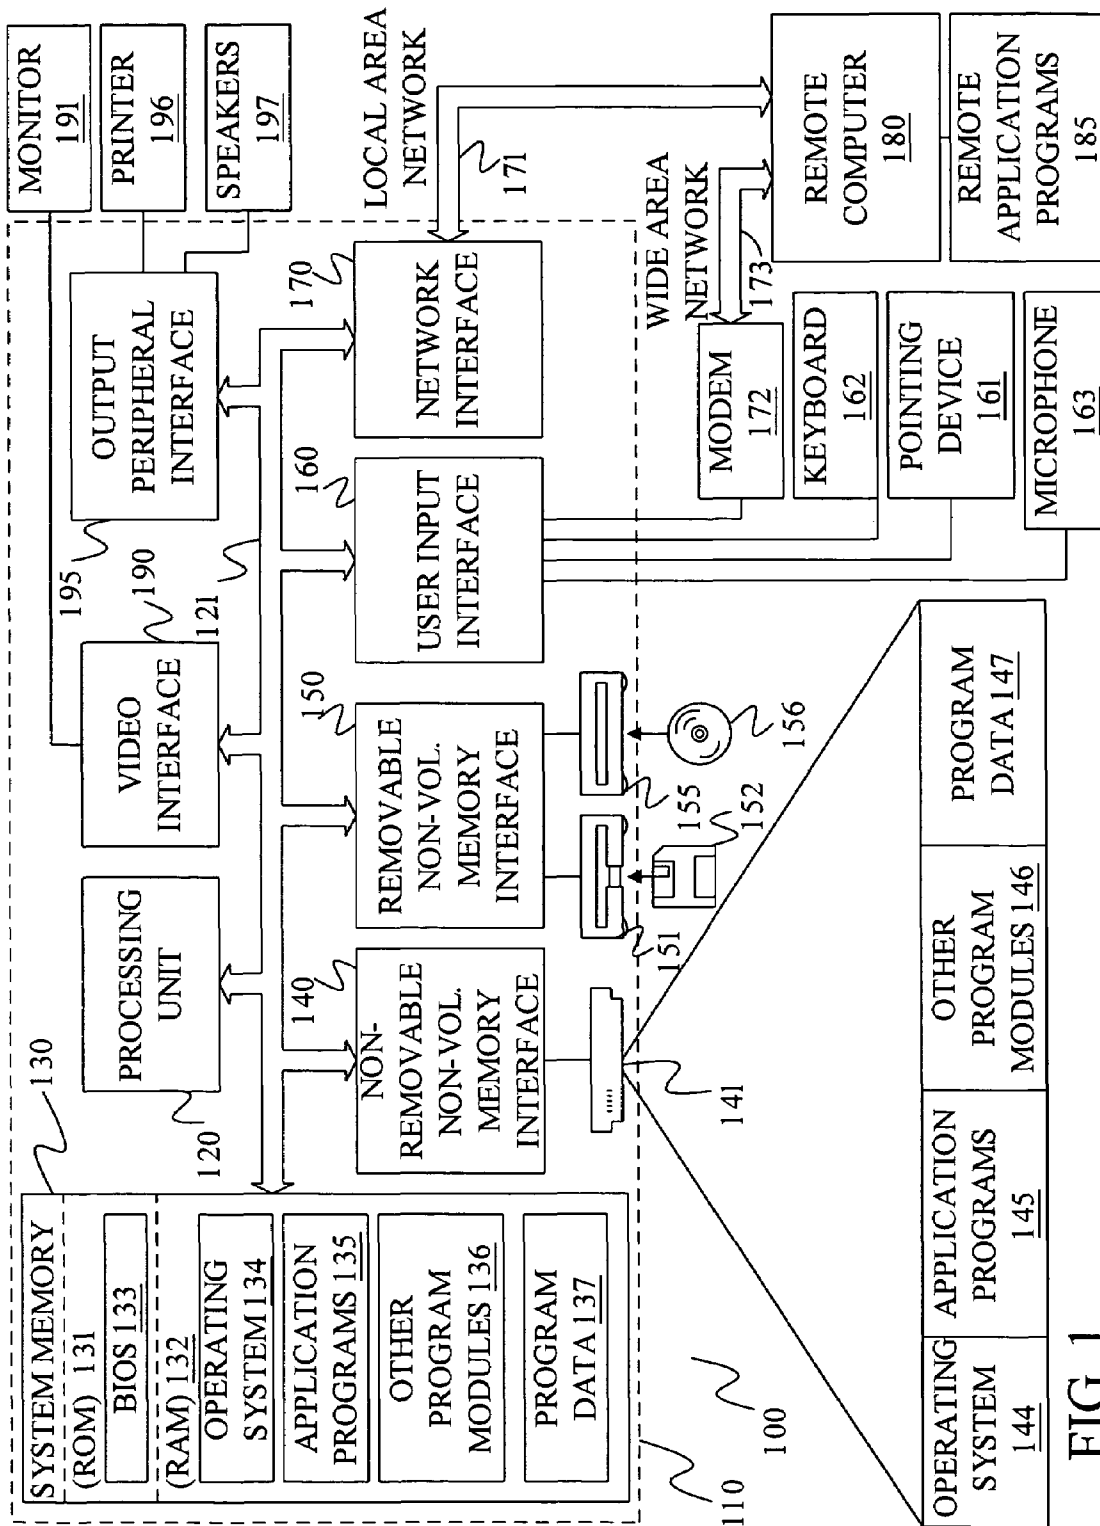 SYSTEM MEMORY
(ROM) 131
BIOS 133
(RAM) 132
OPERATING
SYSTEM 134
APPLICATION
PROGRAMS 135
OTHER
PROGRAM
MODULES 136
PROGRAM
DATA 137
130
120
PROCESSING
UNIT
VIDEO
INTERFACE
190
121
195
OUTPUT
PERIPHERAL
INTERFACE
MONITOR
191
PRINTER
196
SPEAKERS
197
140
NON-
REMOVABLE
NON-VOL.
MEMORY
INTERFACE
150
REMOVABLE
NON-VOL.
MEMORY
INTERFACE
160
USER INPUT
INTERFACE
170
NETWORK
INTERFACE
LOCAL AREA
NETWORK
171
110
100
141
151
152
155
156
WIDE AREA
NETWORK
173
MODEM
172
KEYBOARD
162
POINTING
DEVICE
161
MICROPHONE
163
REMOTE
COMPUTER
180
REMOTE
APPLICATION
PROGRAMS
185
OPERATING
SYSTEM
144
APPLICATION
PROGRAMS
145
OTHER
PROGRAM
MODULES 146
PROGRAM
DATA 147
FIG. 1